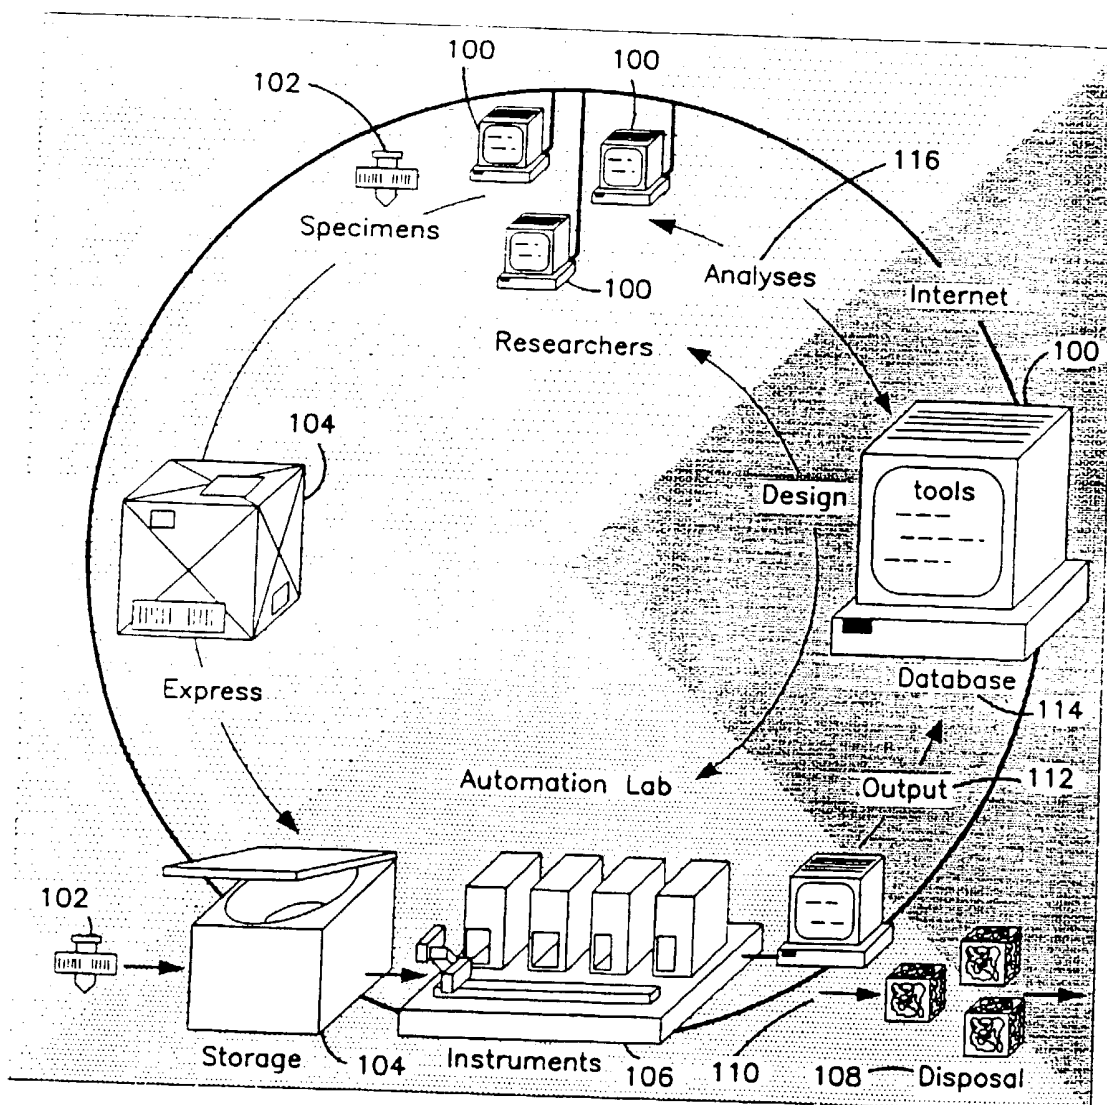 100
100
102
116
Specimens
100
Analyses
Internet
Researchers
100
104
Design
tools
Express
Database
114
Automation Lab
Output
112
102
Storage
104
Instruments
106
110
108
Disposal